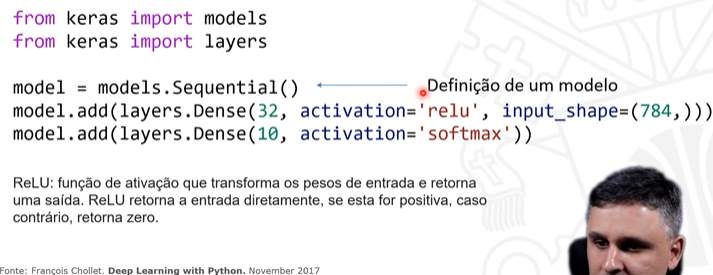 from keras import models
from keras import layers
model = models.Sequential()
Definição de um modelo
model.add(layers.Dense(32, activation='relu', input_shape=(784,)))
model.add(layers.Dense(10, activation='softmax'))
ReLU: função de ativação que transforma os pesos de entrada e retorna
uma saída. ReLU retorna a entrada diretamente, se esta for positiva, caso
contrário, retorna zero.
Fonte: François Chollet. Deep Learning with Python. November 2017